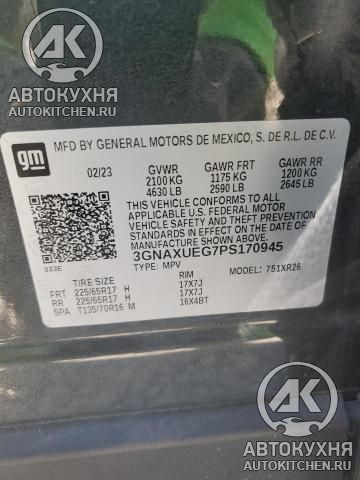 AK
АВТОКУХНЯ
AUTOKITCHEN.RU
gm
MFD BY GENERAL MOTORS DE MEXICO, S. DE R.L. DE C.V.
02/23 GVWR GAWR FRT GAWR RR
2100 KG 1175 KG 1200 KG
4630 LB 2590 LB 2645 LB
THIS VEHICLE CONFORMS TO ALL
APPLICABLE U.S. FEDERAL MOTOR
VEHICLE SAFETY AND THEFT PREVENTION
STANDARDS IN EFFECT ON THE DATE OF
MANUFACTURE SHOWN ABOVE.
333E
3GNAXUEG7PS170945
TYPE: MPV MODEL: 751XR26
TIRE SIZE RIM
FRT 225/65R17 H 17X7J
RR 225/65R17 H 17X7J
SPA T135/70R16 M 16X4BT
AK
АВТОКУХНЯ
AUTOKITCHEN.RU